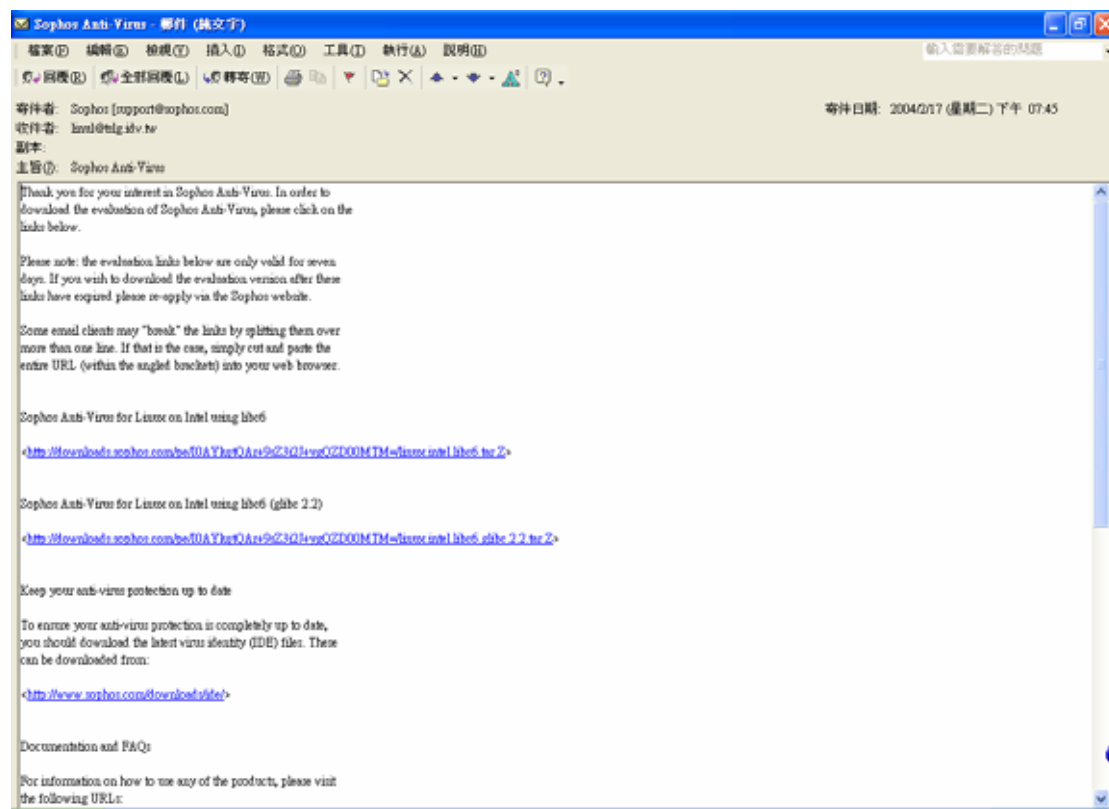 Sophos Anti-Virus - 郵件 (純文字)
檔案(F) 編輯(E) 檢視(V) 插入(I) 格式(O) 工具(T) 執行(A) 說明(H) 輸入需要解答的問題
回覆(R) 全部回覆(L) 轉寄(W)
寄件者: Sophos [support@sophos.com] 寄件日期: 2004/2/17 (星期二) 下午 07:45
收件者:
副本:
主旨(J): Sophos Anti-Virus
Thank you for your interest in Sophos Anti-Virus. In order to
download the evaluation of Sophos Anti-Virus, please click on the
links below.
Please note: the evaluation links below are only valid for seven
days. If you wish to download the evaluation version after these
links have expired please re-apply via the Sophos website.
Some email clients may "break" the links by splitting them over
more than one line. If that is the case, simply cut and paste the
entire URL (within the angled brackets) into your web browser.
Sophos Anti-Virus for Linux on Intel using libc6
Sophos Anti-Virus for Linux on Intel using libc6 (glibc 2.2)
Keep your anti-virus protection up to date
To ensure your anti-virus protection is completely up to date,
you should download the latest virus identity (IDE) files. These
can be downloaded from:
<http://www.sophos.com/downloads/ide/>
Documentation and FAQs
For information on how to use any of the products, please visit
the following URLs: